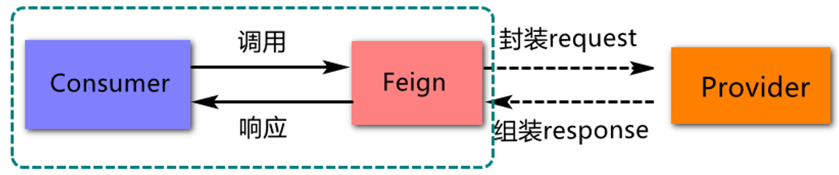 调用
封装request
Consumer
Feign
Provider
响应
组装response